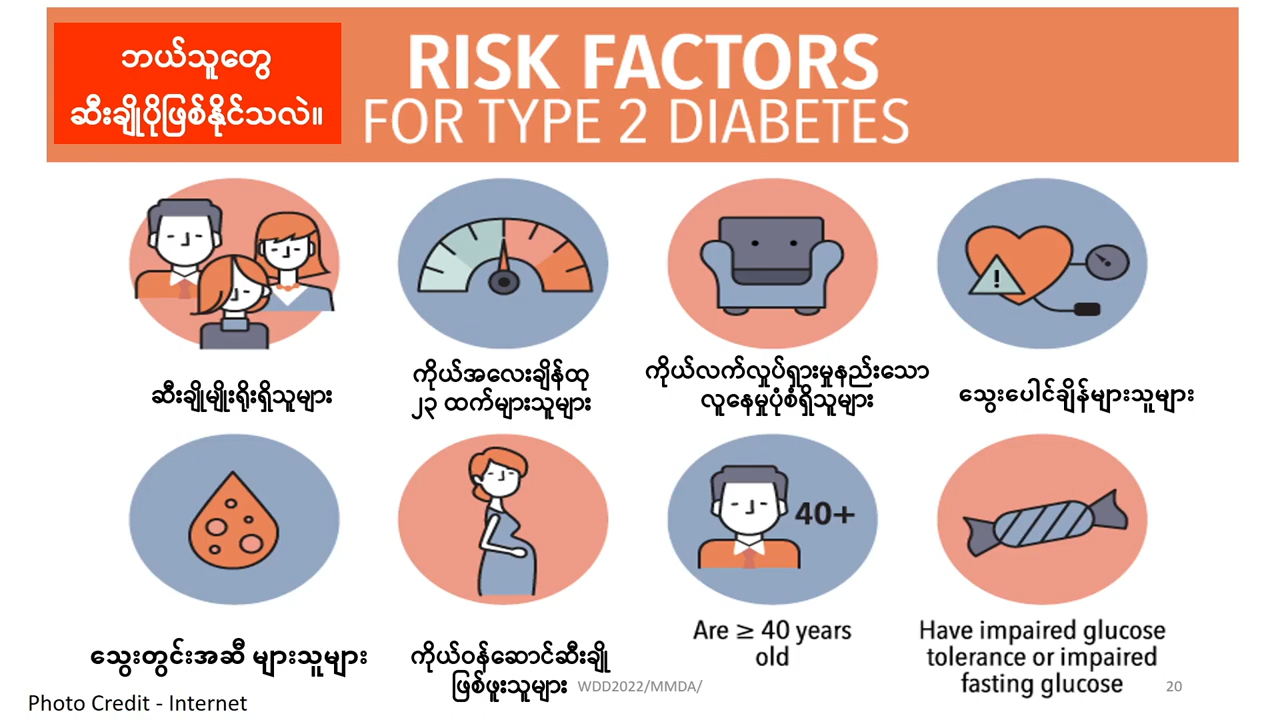 ဘယ်သူတွေ
ဆီးချိုပိုဖြစ်နိုင်သလဲ။
RISK FACTORS
FOR TYPE 2 DIABETES
ဆီးချိုမျိုးရိုးရှိသူများ
ကိုယ်အလေးချိန်ထု
၂၃ ထက်များသူများ
ကိုယ်လက်လှုပ်ရှားမှုနည်းသော
လူနေမှုပုံစံရှိသူများ
သွေးပေါင်ချိန်များသူများ
!
သွေးတွင်းအဆီ များသူများ
ကိုယ်ဝန်ဆောင်ဆီးချို
ဖြစ်ဖူးသူများ
40+
Are ≥ 40 years
old
Have impaired glucose
tolerance or impaired
fasting glucose
WDD2022/MMDA/
20
Photo Credit - Internet